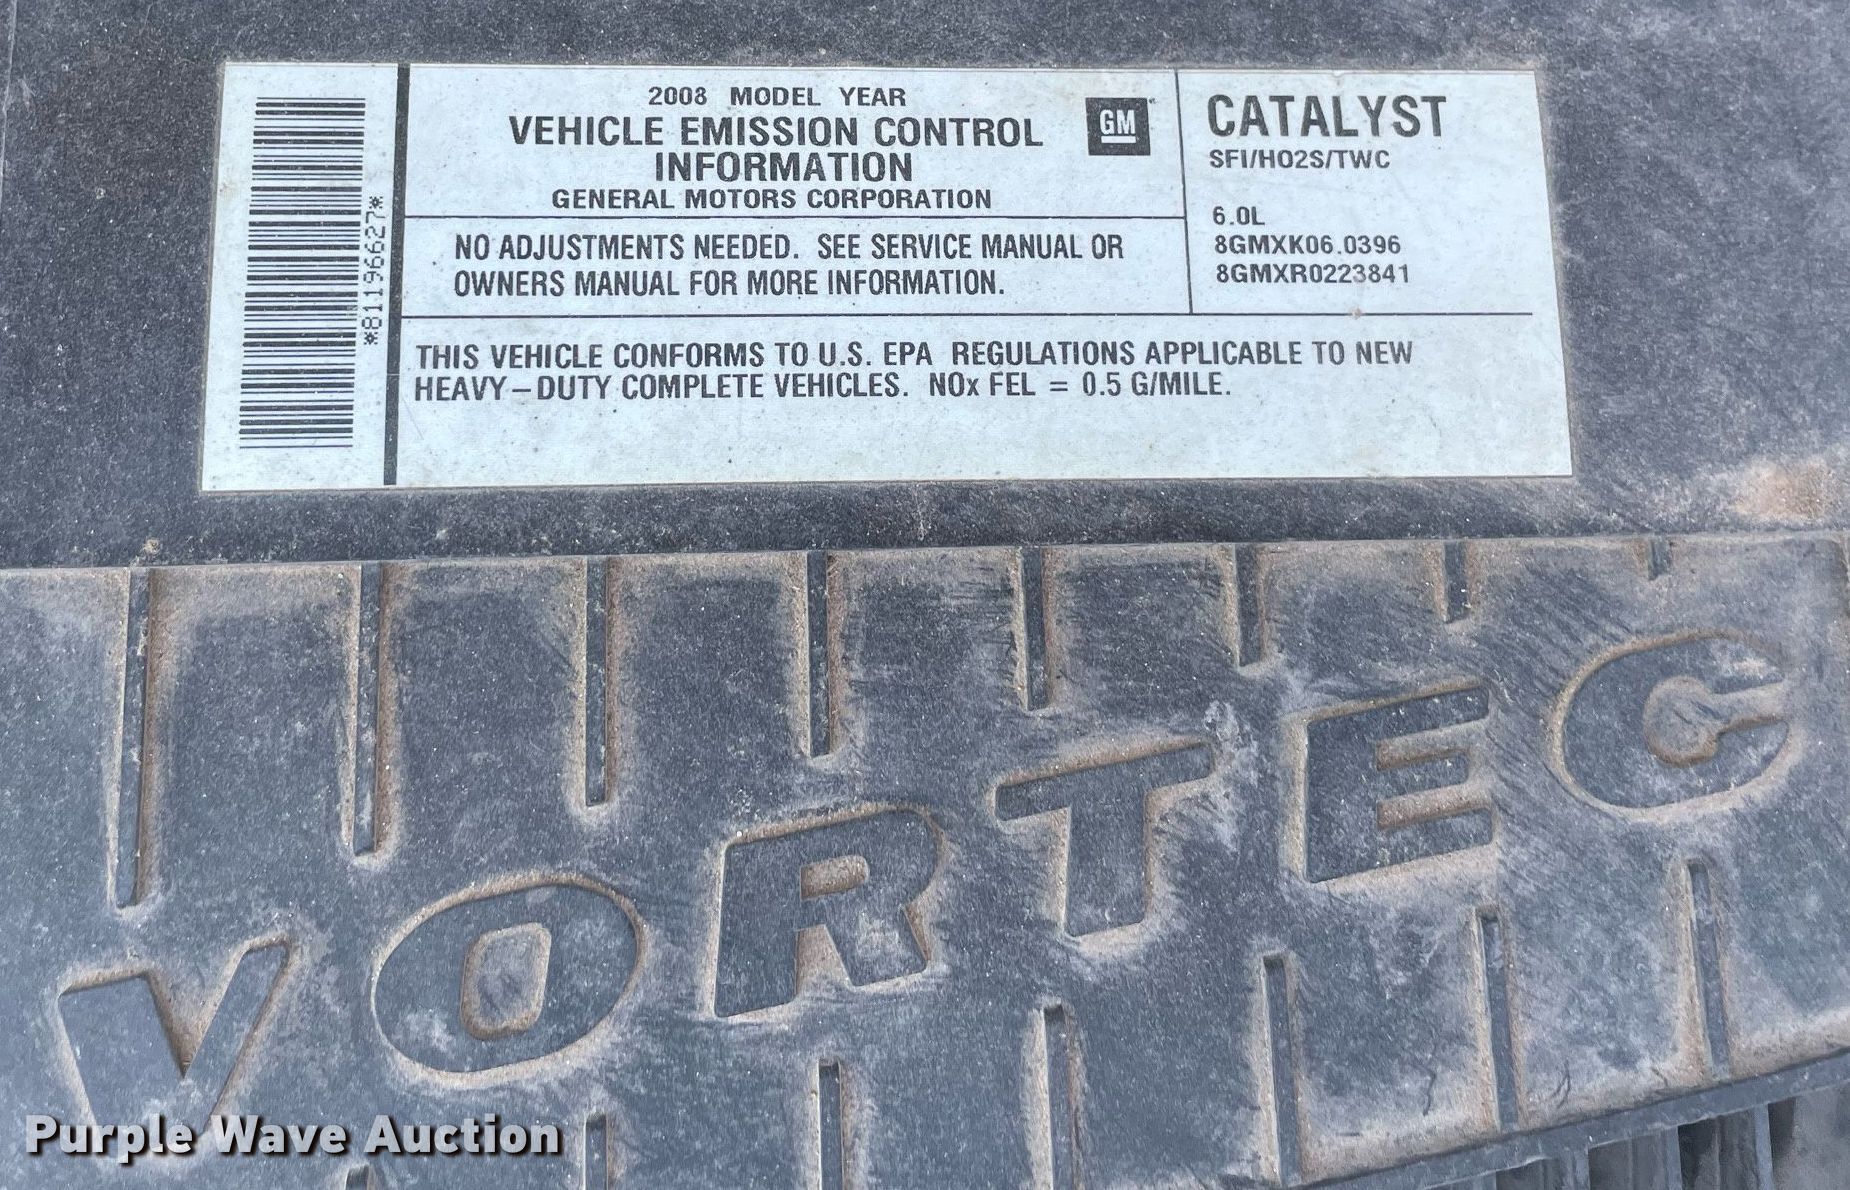 *81196627*
2008 MODEL YEAR
VEHICLE EMISSION CONTROL
INFORMATION
GENERAL MOTORS CORPORATION
GM
NO ADJUSTMENTS NEEDED. SEE SERVICE MANUAL OR
OWNERS MANUAL FOR MORE INFORMATION.
CATALYST
SFI/HO2S/TWC
6.0L
8GMXK06.0396
8GMXR0223841
THIS VEHICLE CONFORMS TO U.S. EPA REGULATIONS APPLICABLE TO NEW
HEAVY-DUTY COMPLETE VEHICLES. NOx FEL = 0.5 G/MILE.
VORTEC
Purple Wave Auction